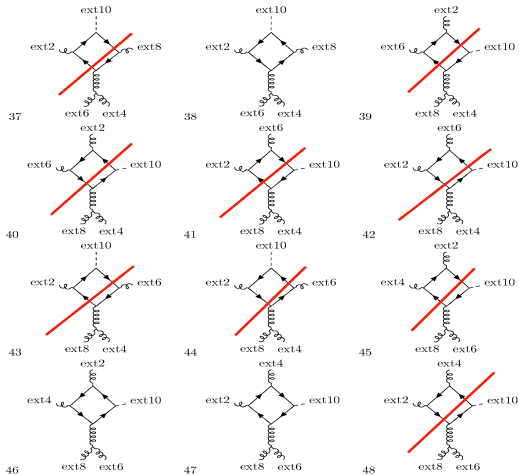 ext10 ext10 ext6
ext2 ext8 ext2 ext8 ext6 ext10
ext6 ext4 ext6 ext4 ext8 ext4
37 38 39
ext2 ext6 ext6
ext6 ext10 ext2 ext10 ext2 ext10
ext8 ext4 ext8 ext4 ext8 ext4
40 41 42
ext10 ext10 ext2
ext2 ext6 ext2 ext6 ext4 ext10
ext8 ext4 ext8 ext4 ext8 ext6
43 44 45
ext2 ext4 ext4
ext4 ext10 ext2 ext10 ext2 ext10
ext8 ext6 ext8 ext6 ext8 ext6
46 47 48